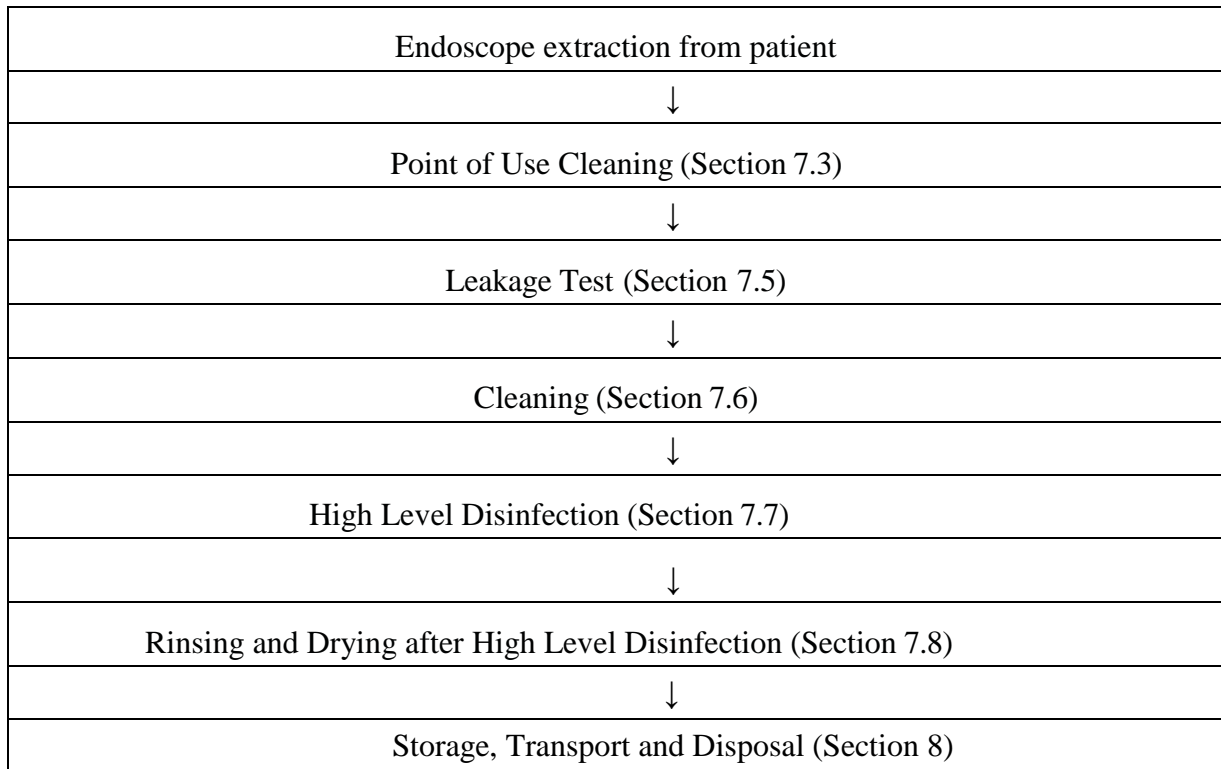 Endoscope extraction from patient
↓
Point of Use Cleaning (Section 7.3)
↓
Leakage Test (Section 7.5)
↓
Cleaning (Section 7.6)
↓
High Level Disinfection (Section 7.7)
↓
Rinsing and Drying after High Level Disinfection (Section 7.8)
↓
Storage, Transport and Disposal (Section 8)